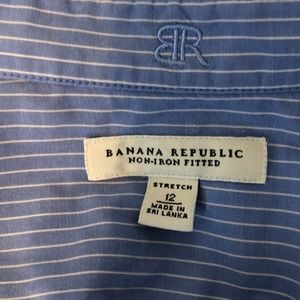 BR
BANANA REPUBLIC
NON-IRON FITTED
STRETCH
12
MADE IN
SRI LANKA